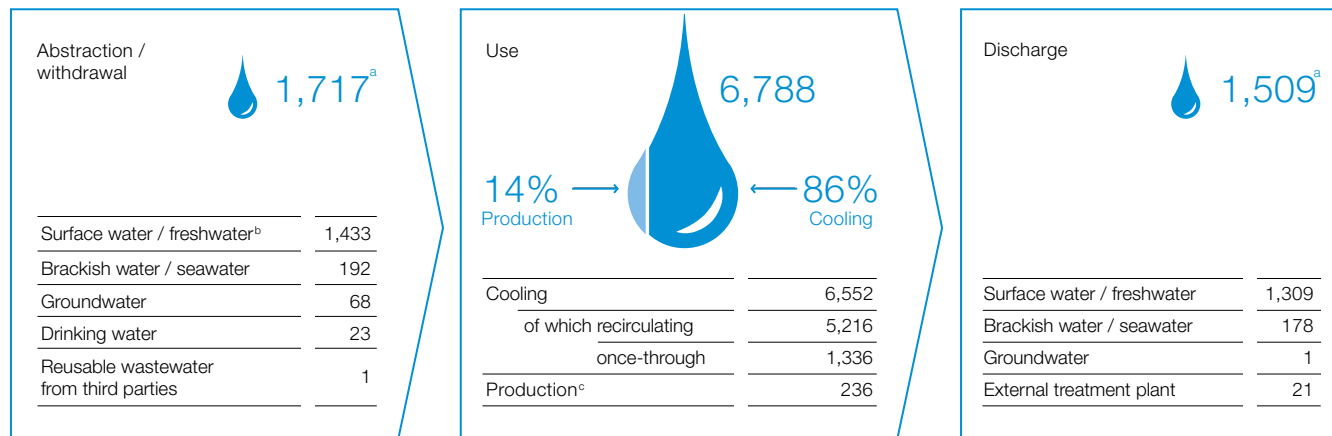 Abstraction /
withdrawal
1,717a
Surface water / freshwaterb 1,433
Brackish water / seawater 192
Groundwater 68
Drinking water 23
Reusable wastewater
from third parties 1
Use
6,788
14%
Production
86%
Cooling
Cooling 6,552
of which recirculating 5,216
once-through 1,336
Productionc 236
Discharge
1,509a
Surface water / freshwater 1,309
Brackish water / seawater 178
Groundwater 1
External treatment plant 21